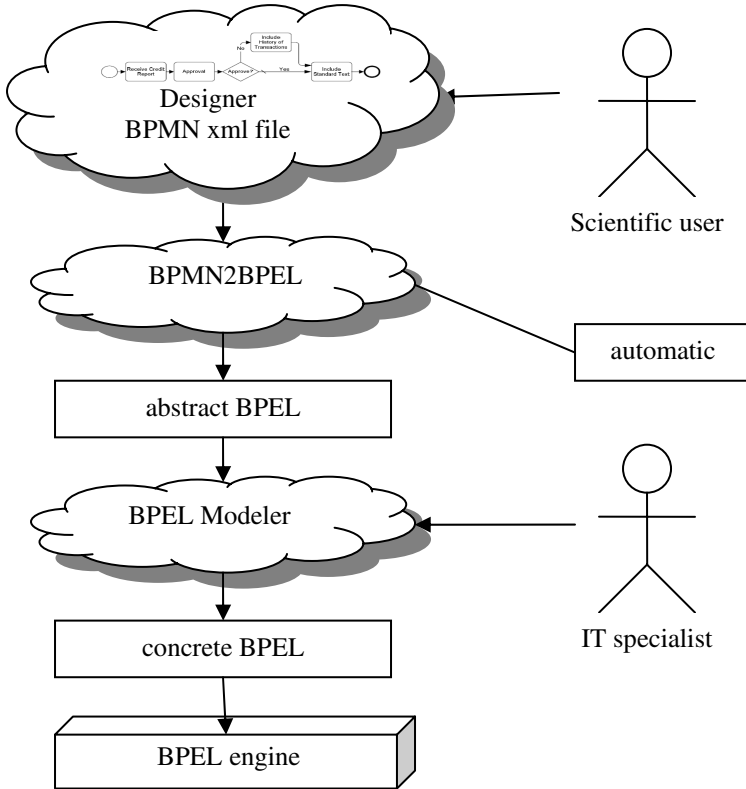 Include
History of
Transactions
No
Receive Credit
Report
Approval
Approve?
Yes
Include
Standard Text
Designer
BPMN xml file
Scientific user
BPMN2BPEL
automatic
abstract BPEL
BPEL Modeler
IT specialist
concrete BPEL
BPEL engine